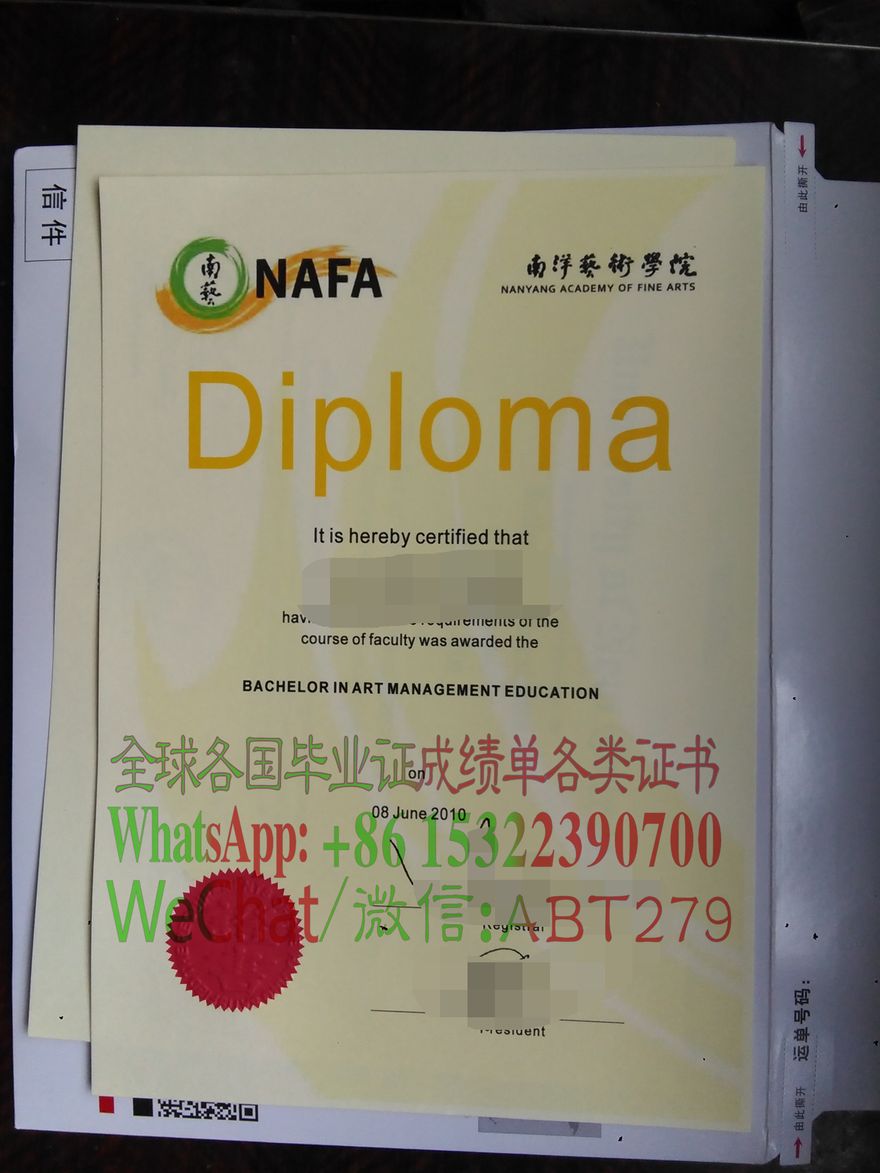 信件
由此撕开
南藝 NAFA
南洋藝術學院
NANYANG ACADEMY OF FINE ARTS
Diploma
It is hereby certified that
requirements of the
course of faculty was awarded the
BACHELOR IN ART MANAGEMENT EDUCATION
全球各国毕业证成绩单各类证书
on
08 June 2010
WhatsApp: +86 15322390700
WeChat/微信:ABT279
Registrar
President
运单号码:
由此撕开